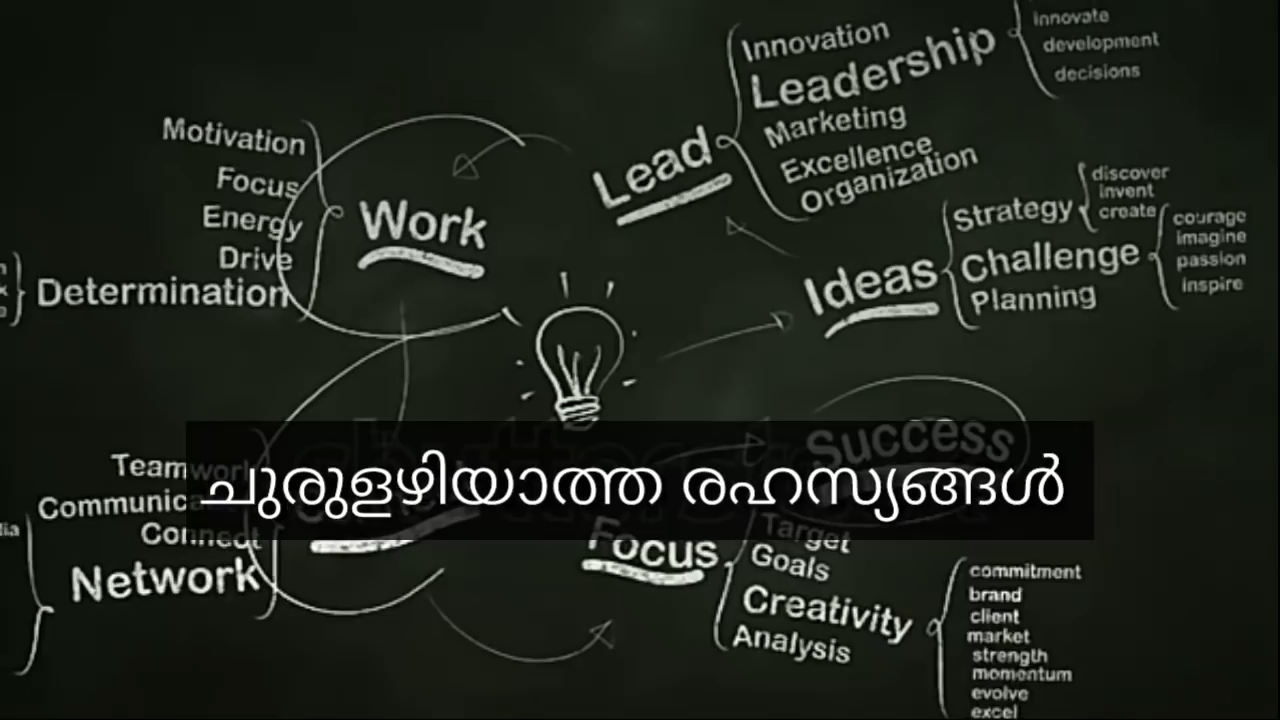 Innovation
Leadership
Marketing
Excellence
Organization
innovate
development
decisions
Lead
Motivation
Focus
Energy
Drive
Determination
Work
Ideas
Strategy
Challenge
Planning
discover
invent
create
courage
imagine
passion
inspire
Success
Teamwork
Communica
Connect
Network
ചുരുളഴിയാത്ത രഹസ്യങ്ങൾ
Focus
Target
Goals
Creativity
Analysis
commitment
brand
client
market
strength
momentum
evolve
excel